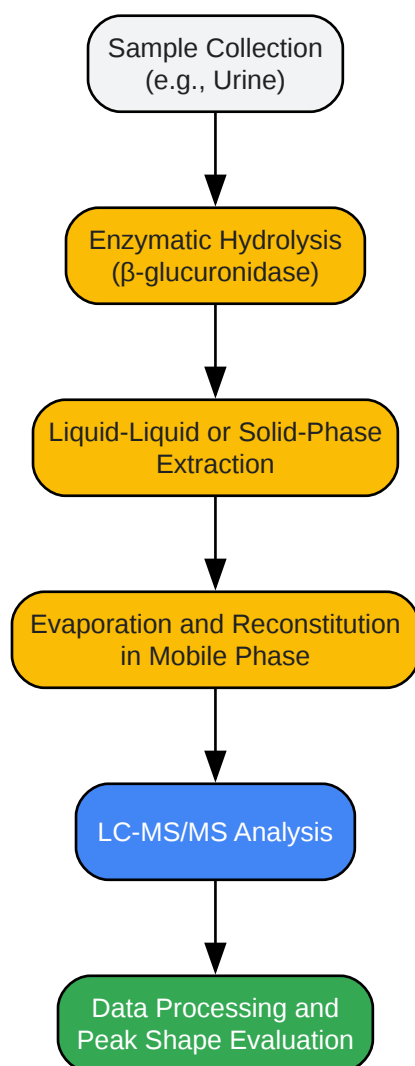 Sample Collection
(e.g., Urine)
Enzymatic Hydrolysis
(β-glucuronidase)
Liquid-Liquid or Solid-Phase
Extraction
Evaporation and Reconstitution
in Mobile Phase
LC-MS/MS Analysis
Data Processing and
Peak Shape Evaluation